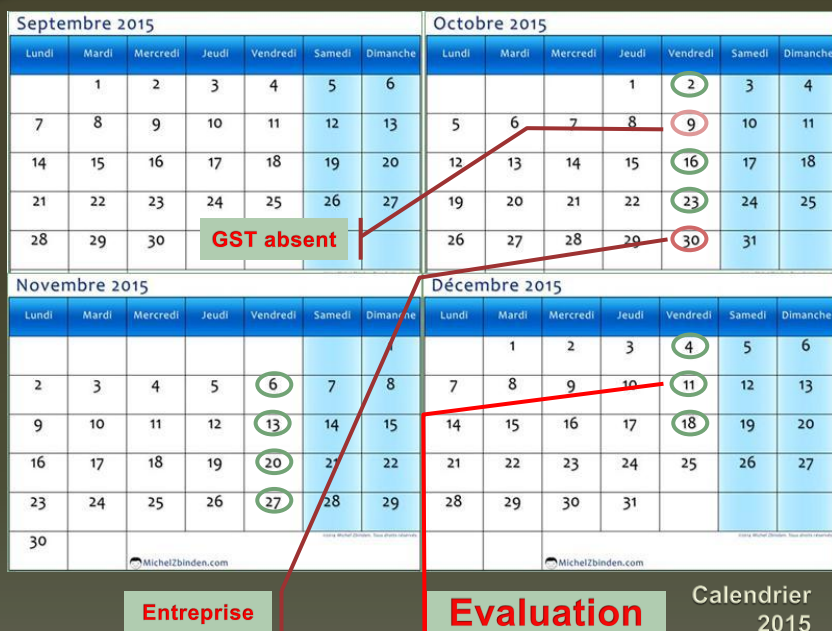 Septembre 2015
Lundi Mardi Mercredi Jeudi Vendredi Samedi Dimanche
1 2 3 4 5 6
7 8 9 10 11 12 13
14 15 16 17 18 19 20
21 22 23 24 25 26 27
28 29 30
GST absent
Octobre 2015
Lundi Mardi Mercredi Jeudi Vendredi Samedi Dimanche
1 2 3 4
5 6 7 8 9 10 11
12 13 14 15 16 17 18
19 20 21 22 23 24 25
26 27 28 29 30 31
Novembre 2015
Lundi Mardi Mercredi Jeudi Vendredi Samedi Dimanche
1
2 3 4 5 6 7 8
9 10 11 12 13 14 15
16 17 18 19 20 21 22
23 24 25 26 27 28 29
30
MichelZbinden.com
Décembre 2015
Lundi Mardi Mercredi Jeudi Vendredi Samedi Dimanche
1 2 3 4 5 6
7 8 9 10 11 12 13
14 15 16 17 18 19 20
21 22 23 24 25 26 27
28 29 30 31
MichelZbinden.com
Entreprise
Evaluation
Calendrier
2015